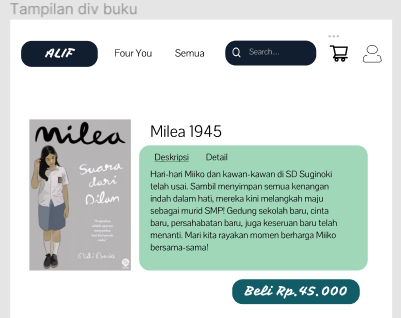 Tampilan div buku
ALIF
Four You
Semua
Search....
Milea 1945
milea
Suara
dari
Dilan
Deskripsi
Detail
Hari-hari Miiko dan kawan-kawan di SD Suginoki
telah usai. Sambil menyimpan semua kenangan
indah dalam hati, mereka kini melangkah maju
sebagai murid SMP! Gedung sekolah baru, cinta
baru, persahabatan baru, juga keseruan baru telah
menanti. Mari kita rayakan momen berharga Miiko
bersama-sama!
Beli Rp.45.000